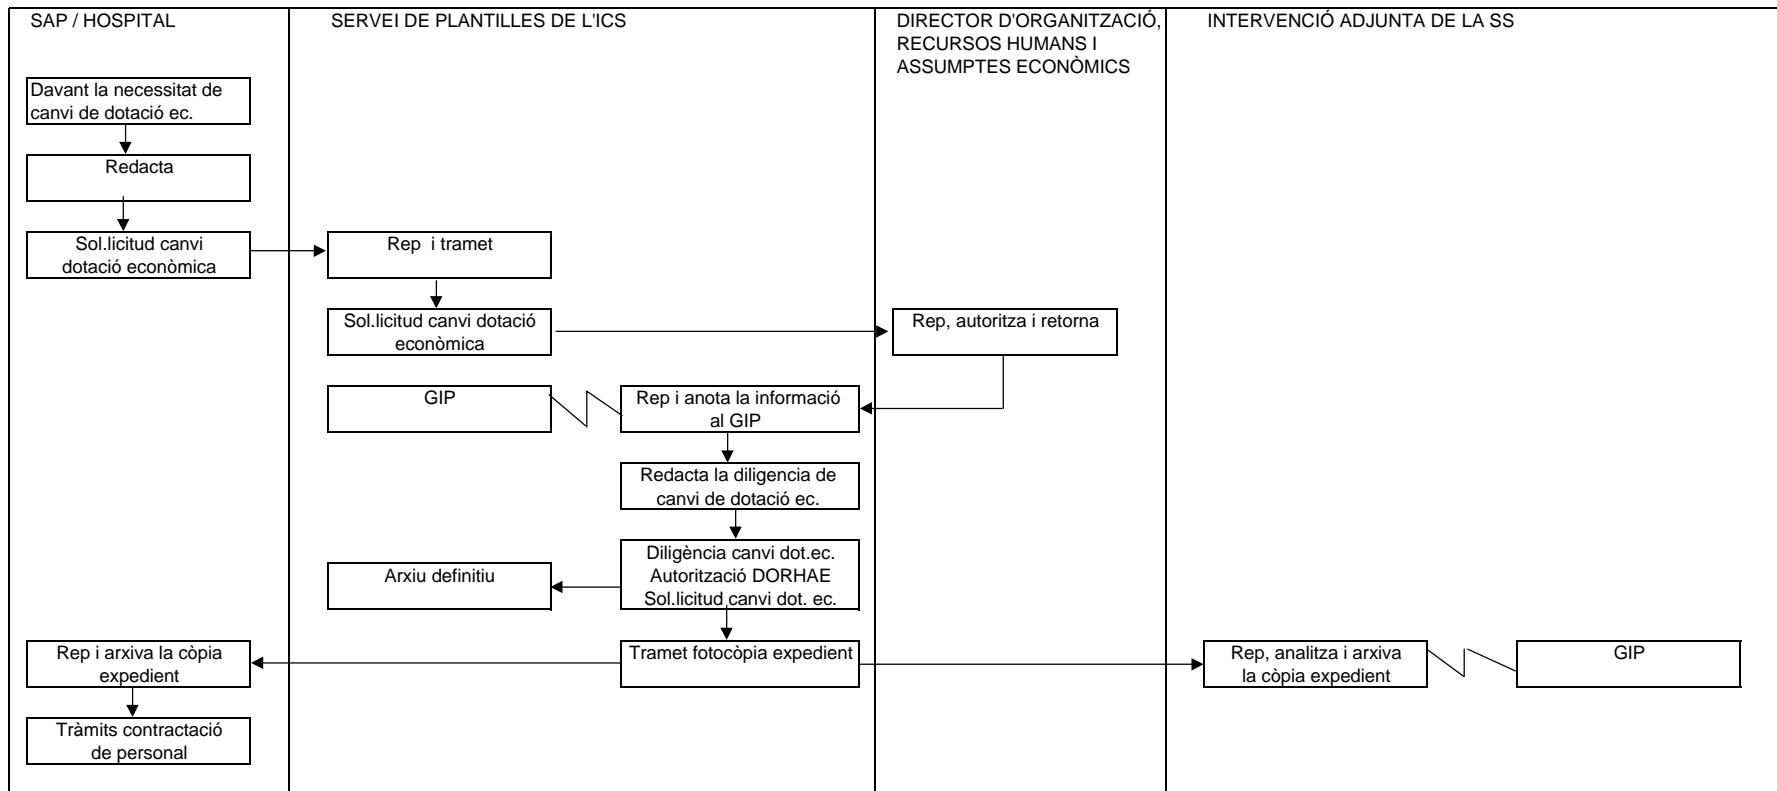 SAP / HOSPITAL
SERVEI DE PLANTILLES DE L'ICS
DIRECTOR D'ORGANITZACIÓ,
RECURSOS HUMANS I
ASSUMPTES ECONÒMICS
INTERVENCIÓ ADJUNTA DE LA SS
Davant la necessitat de
canvi de dotació ec.
Redacta
Sol.licitud canvi
dotació econòmica
Rep  i tramet
Sol.licitud canvi dotació
econòmica
Rep, autoritza i retorna
GIP
Rep i anota la informació
al GIP
Redacta la diligencia de
canvi de dotació ec.
Diligència canvi dot.ec.
Autorització DORHAE
Sol.licitud canvi dot. ec.
Arxiu definitiu
Rep i arxiva la còpia
expedient
Tramet fotocòpia expedient
Rep, analitza i arxiva
la còpia expedient
GIP
Tràmits contractació
de personal